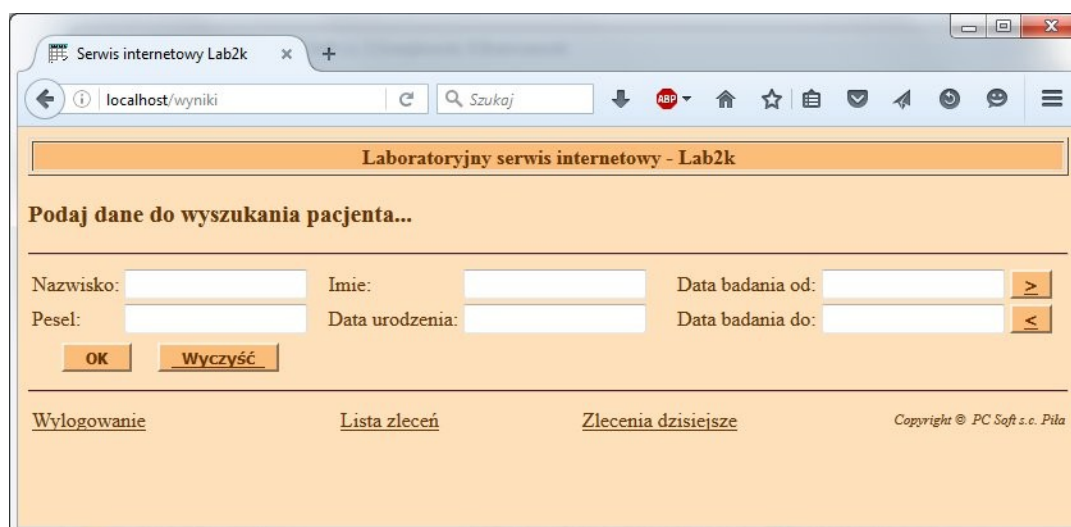 Serwis internetowy Lab2k
localhost/wyniki
Szukaj
ABP
Laboratoryjny serwis internetowy - Lab2k
Podaj dane do wyszukania pacjenta...
Nazwisko: Imie: Data badania od: >
Pesel: Data urodzenia: Data badania do: <
OK Wyczyść
Wylogowanie Lista zleceń Zlecenia dzisiejsze Copyright © PC Soft s.c. Piła